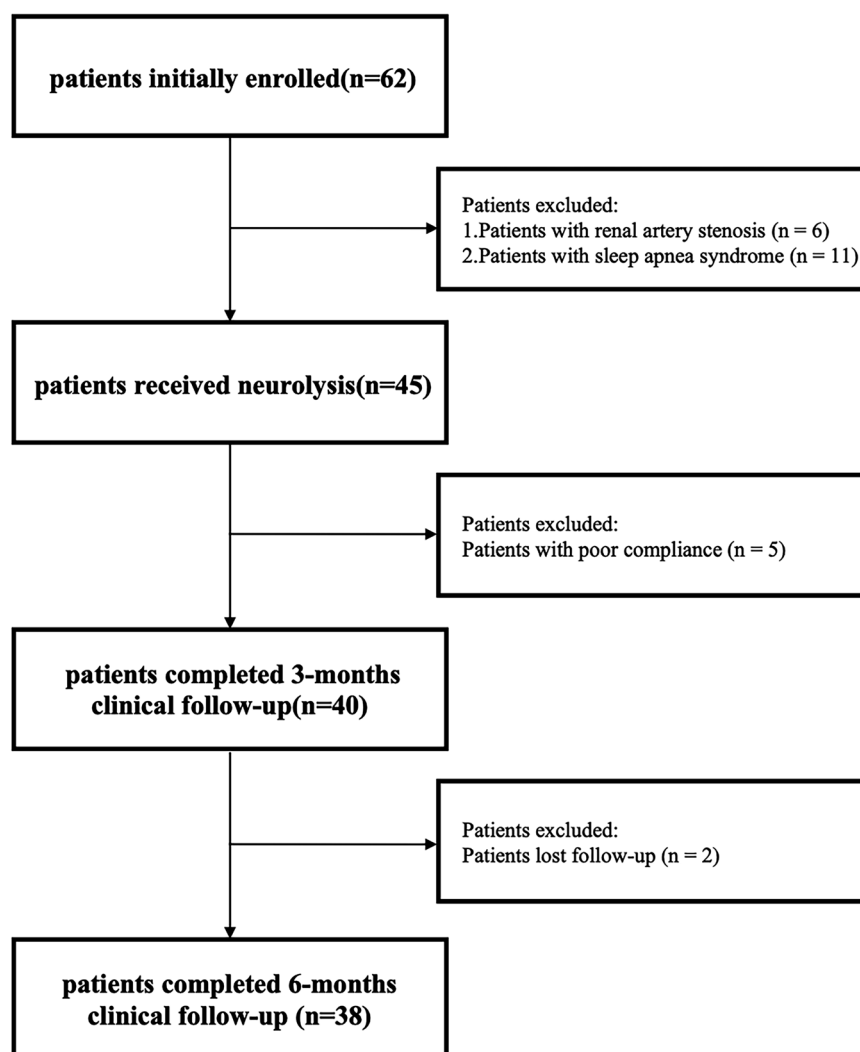 patients initially enrolled(n=62)
Patients excluded:
1.Patients with renal artery stenosis (n = 6)
2.Patients with sleep apnea syndrome (n = 11)
patients received neurolysis(n=45)
Patients excluded:
Patients with poor compliance (n = 5)
patients completed 3-months
clinical follow-up(n=40)
Patients excluded:
Patients lost follow-up (n = 2)
patients completed 6-months
clinical follow-up (n=38)